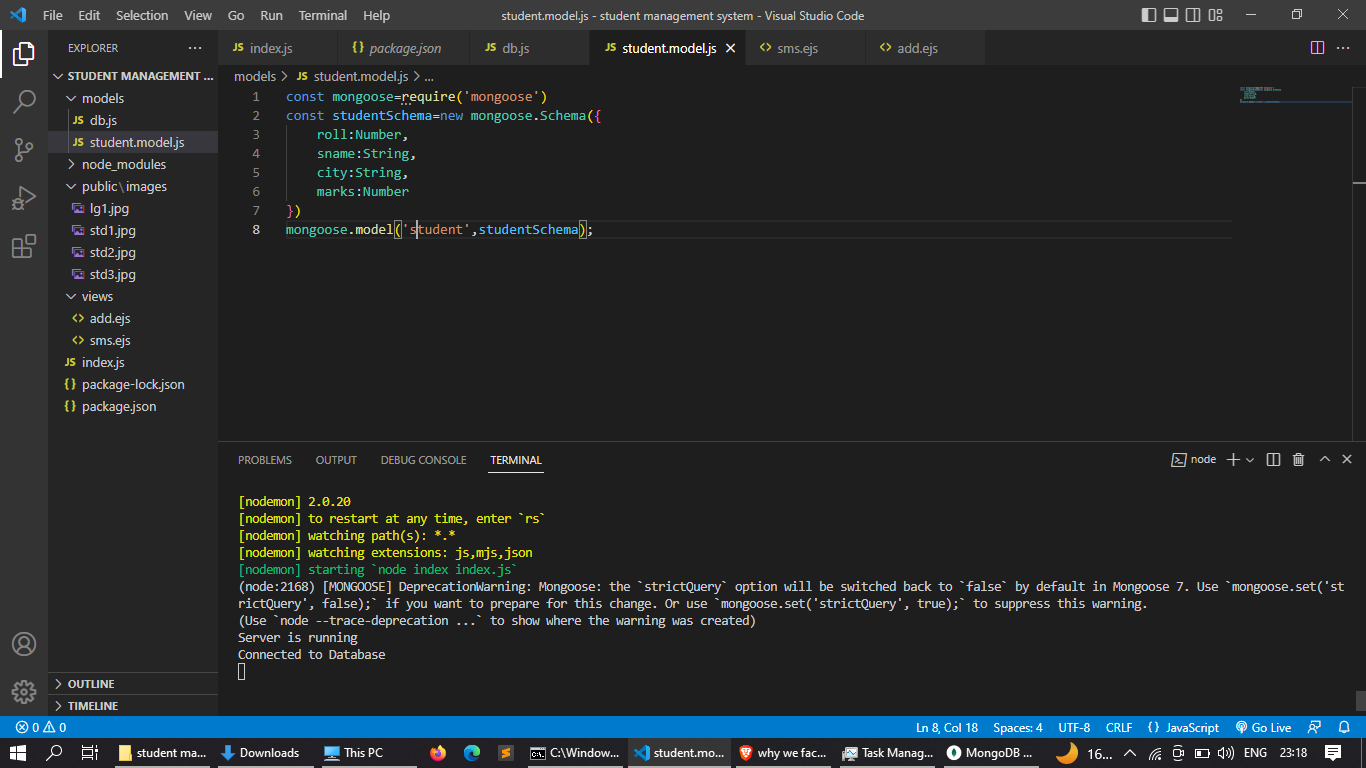 File Edit Selection View Go Run Terminal Help
student.model.js - student management system - Visual Studio Code
EXPLORER
STUDENT MANAGEMENT ...
models
JS db.js
JS student.model.js
node_modules
public\images
lg1.jpg
std1.jpg
std2.jpg
std3.jpg
views
<> add.ejs
<> sms.ejs
JS index.js
{} package-lock.json
{} package.json
OUTLINE
TIMELINE
JS index.js {} package.json JS db.js JS student.model.js <> sms.ejs <> add.ejs
models > JS student.model.js > ...
1 const mongoose=require('mongoose')
2 const studentSchema=new mongoose.Schema({
3 roll:Number,
4 sname:String,
5 city:String,
6 marks:Number
7 })
8 mongoose.model('student',studentSchema);
PROBLEMS OUTPUT DEBUG CONSOLE TERMINAL
node
[nodemon] 2.0.20
[nodemon] to restart at any time, enter `rs`
[nodemon] watching path(s): *.*
[nodemon] watching extensions: js,mjs,json
[nodemon] starting `node index index.js`
(node:2168) [MONGOOSE] DeprecationWarning: Mongoose: the `strictQuery` option will be switched back to `false` by default in Mongoose 7. Use `mongoose.set('st
rictQuery', false);` if you want to prepare for this change. Or use `mongoose.set('strictQuery', true);` to suppress this warning.
(Use `node --trace-deprecation ...` to show where the warning was created)
Server is running
Connected to Database
0 0 Ln 8, Col 18 Spaces: 4 UTF-8 CRLF {} JavaScript Go Live
student ma... Downloads This PC C:\Window... student.mo... why we fac... Task Manag... MongoDB ... 16... ENG 23:18